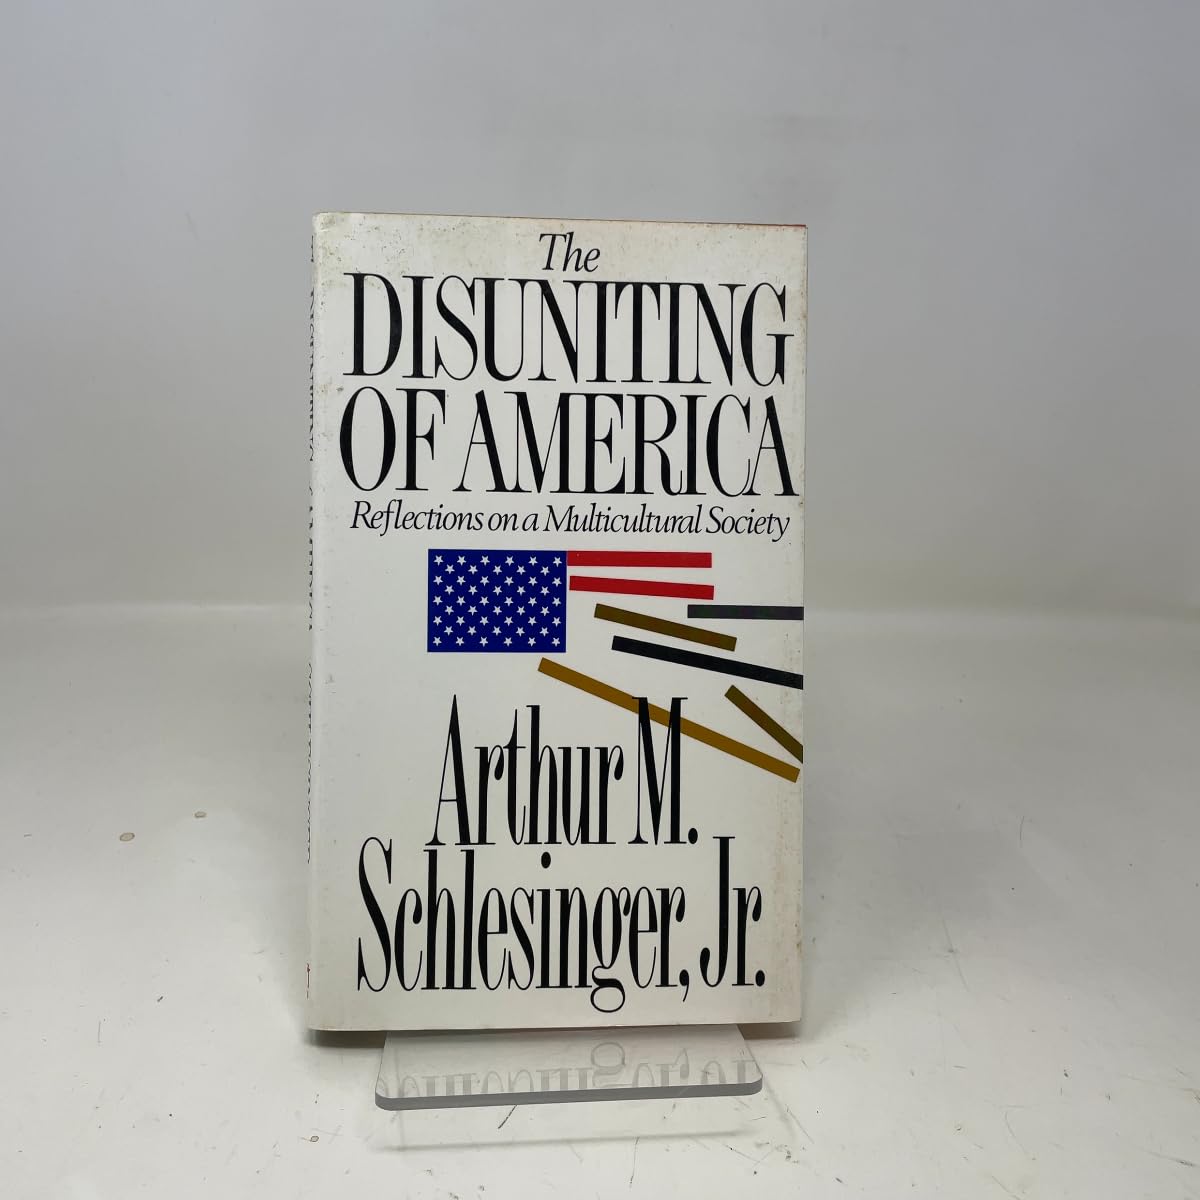 The
DISUNITING
OF AMERICA
Reflections on a Multicultural Society
Arthur M.
Schlesinger, Jr.